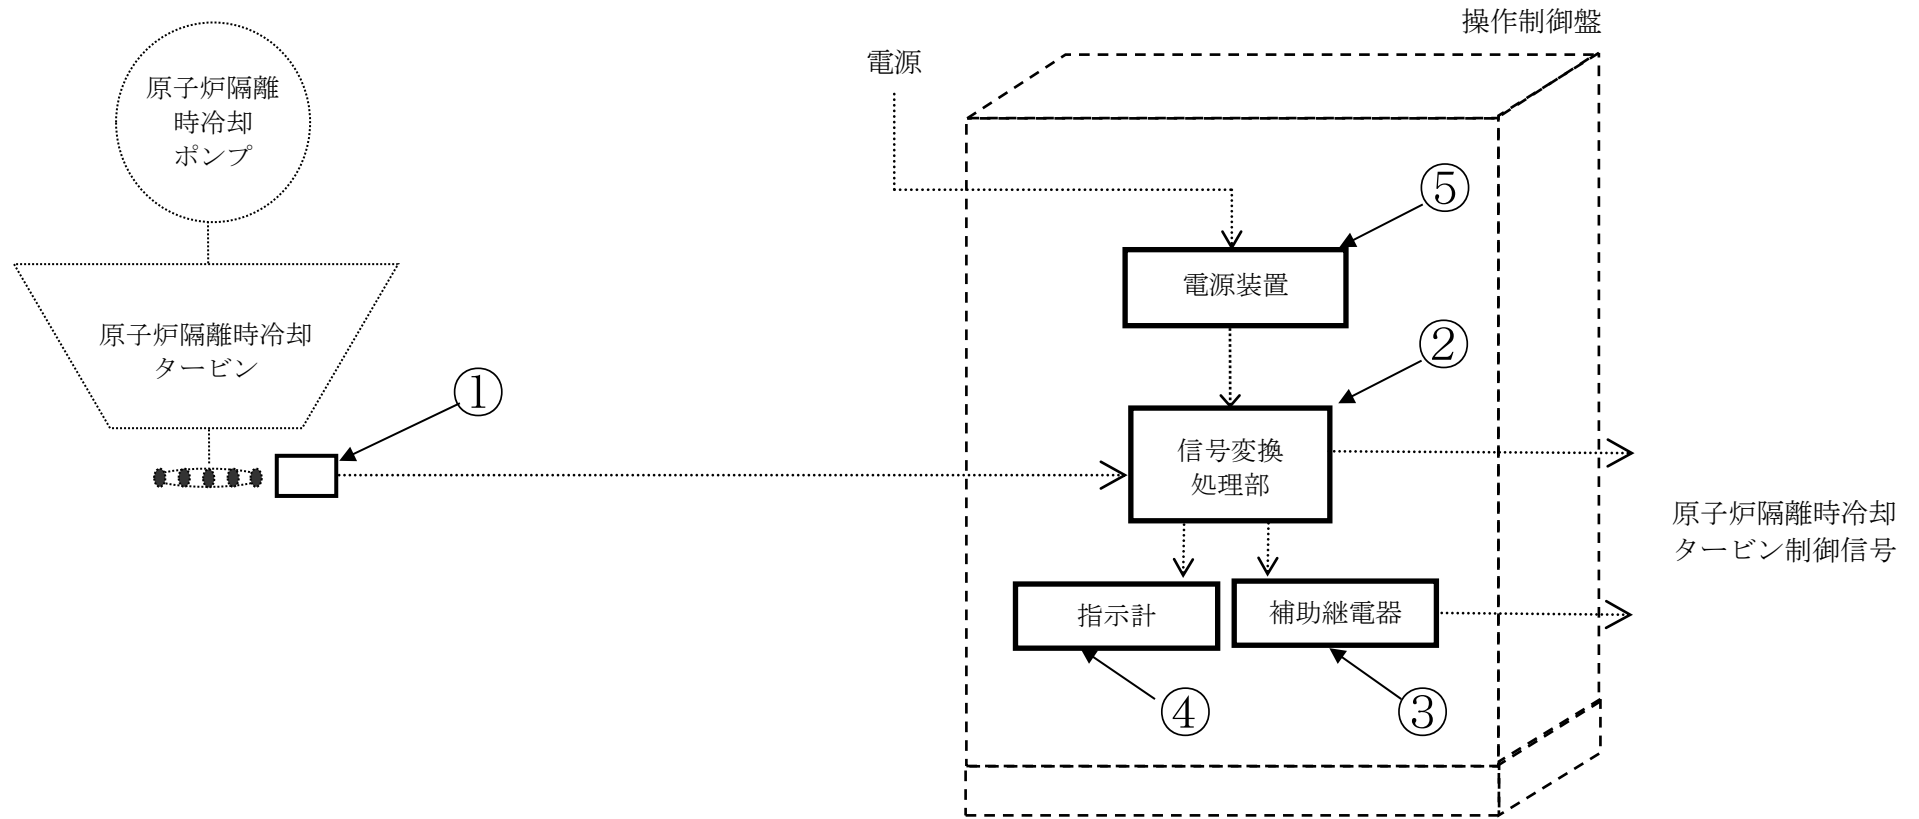 操作制御盤
電源
原子炉隔離
時冷却
ポンプ
⑤
電源装置
原子炉隔離時冷却
タービン
②
①
信号変換
処理部
原子炉隔離時冷却
タービン制御信号
指示計
補助継電器
④
③